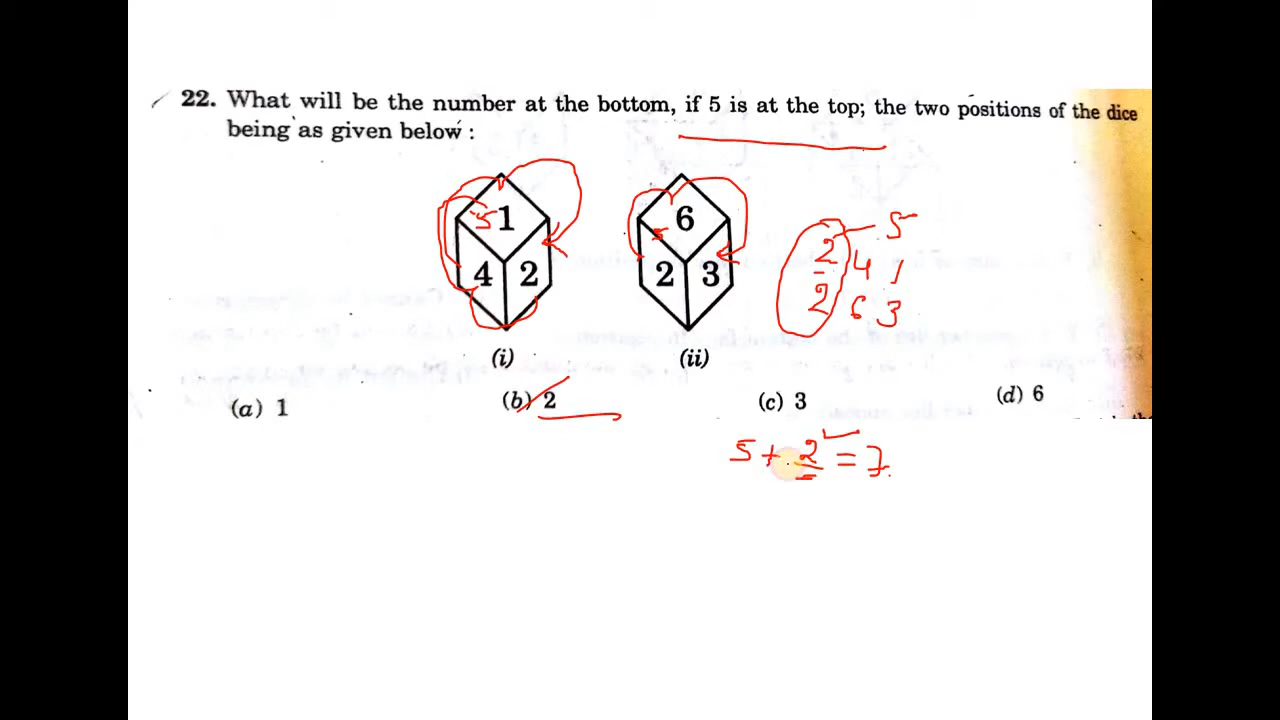 22. What will be the number at the bottom, if 5 is at the top; the two positions of the dice
being as given below :
1
4 2
6
2 3
5
5
2 5
4 1
2 6 3
(i) (ii)
(a) 1 (b) 2 (c) 3 (d) 6
5 + 2 = 7